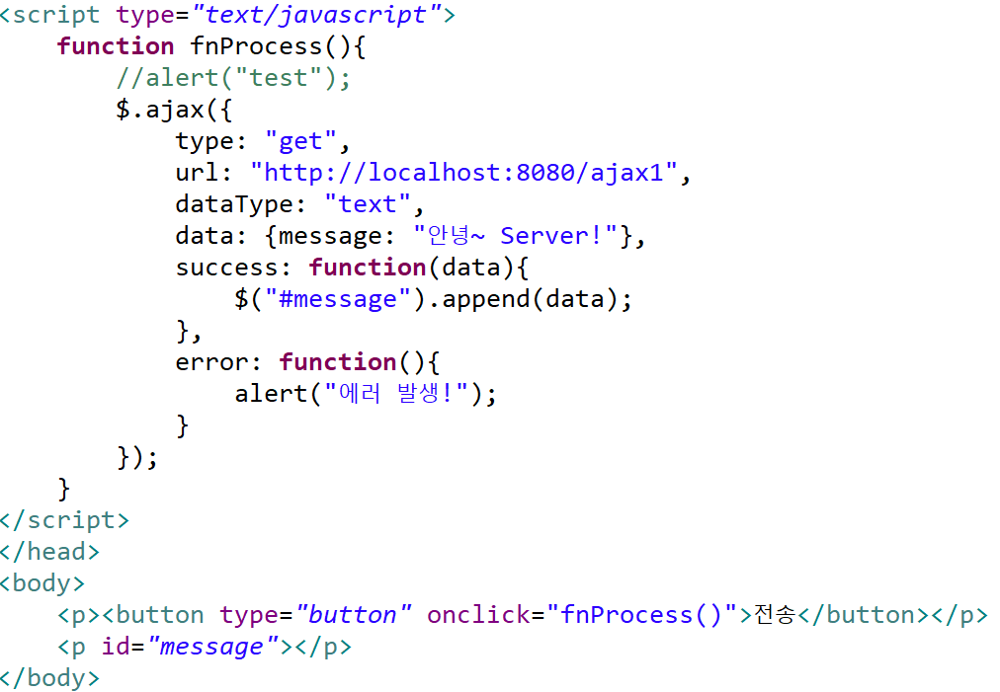 <script type="text/javascript">
    function fnProcess(){
        //alert("test");
        $.ajax({
            type: "get",
            url: "http://localhost:8080/ajax1",
            dataType: "text",
            data: {message: "안녕~ Server!"},
            success: function(data){
                $("#message").append(data);
            },
            error: function(){
                alert("에러 발생!");
            }
        });
    }
</script>
</head>
<body>
    <p><button type="button" onclick="fnProcess()">전송</button></p>
    <p id="message"></p>
</body>